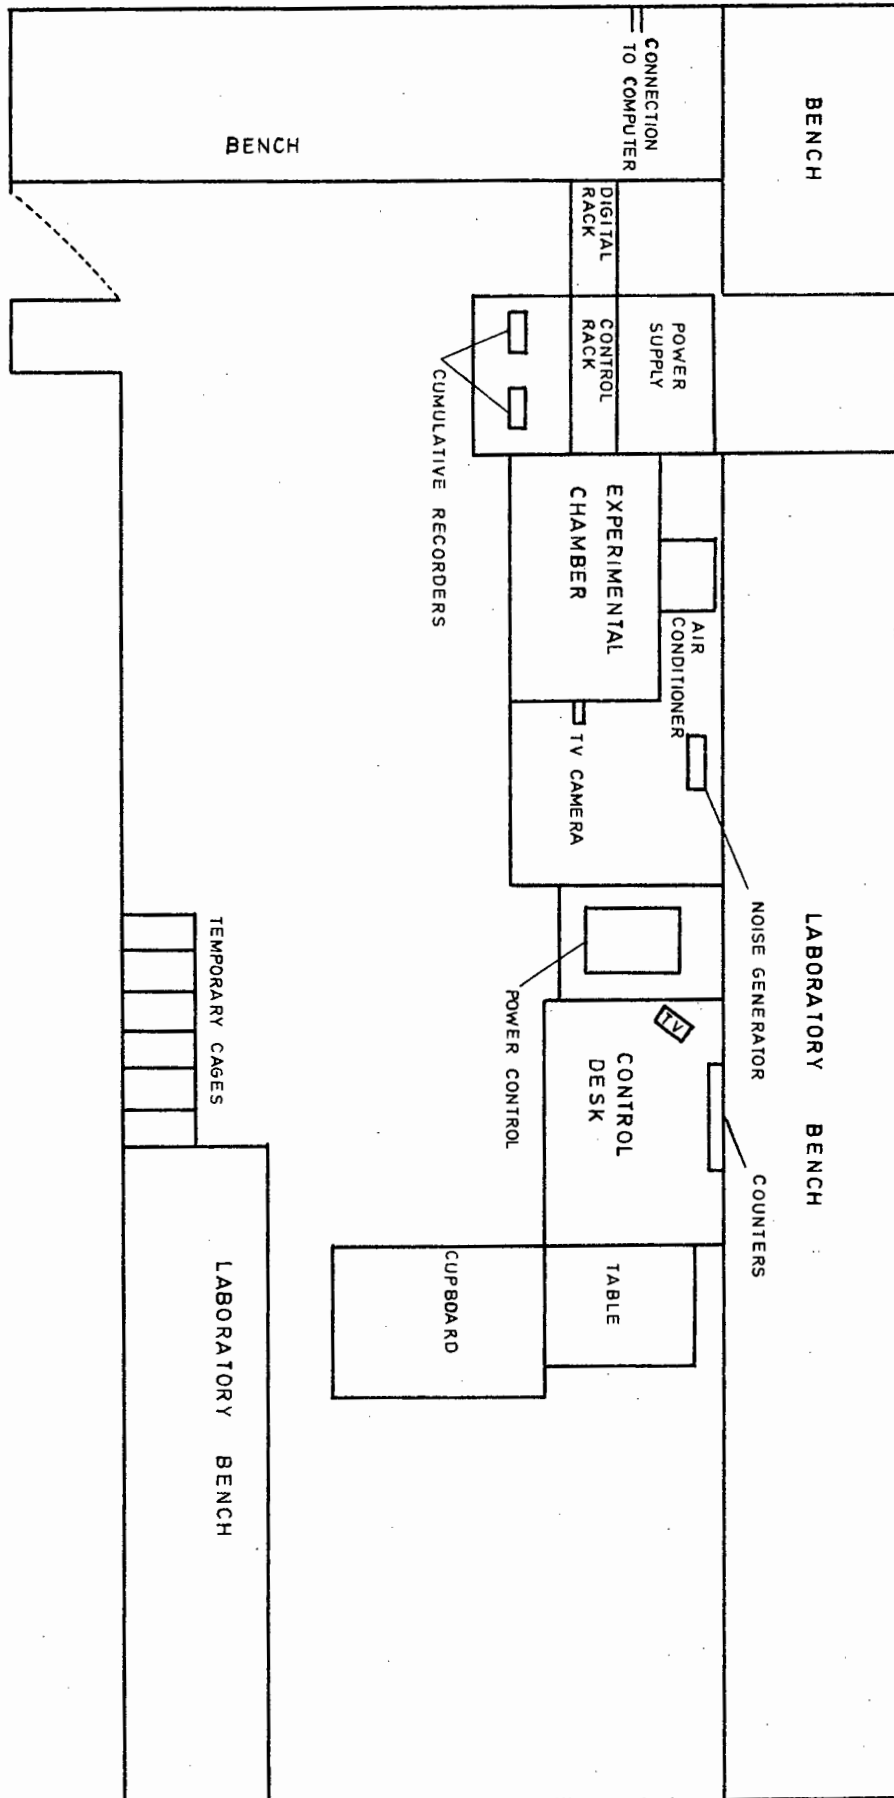 BENCH
CONNECTION
TO COMPUTER
BENCH
DIGITAL
RACK
POWER
SUPPLY
CONTROL
RACK
CUMULATIVE RECORDERS
EXPERIMENTAL
CHAMBER
AIR
CONDITIONER
TV CAMERA
NOISE GENERATOR
LABORATORY BENCH
POWER CONTROL
TV
CONTROL
DESK
COUNTERS
TEMPORARY CAGES
TABLE
CUPBOARD
LABORATORY BENCH